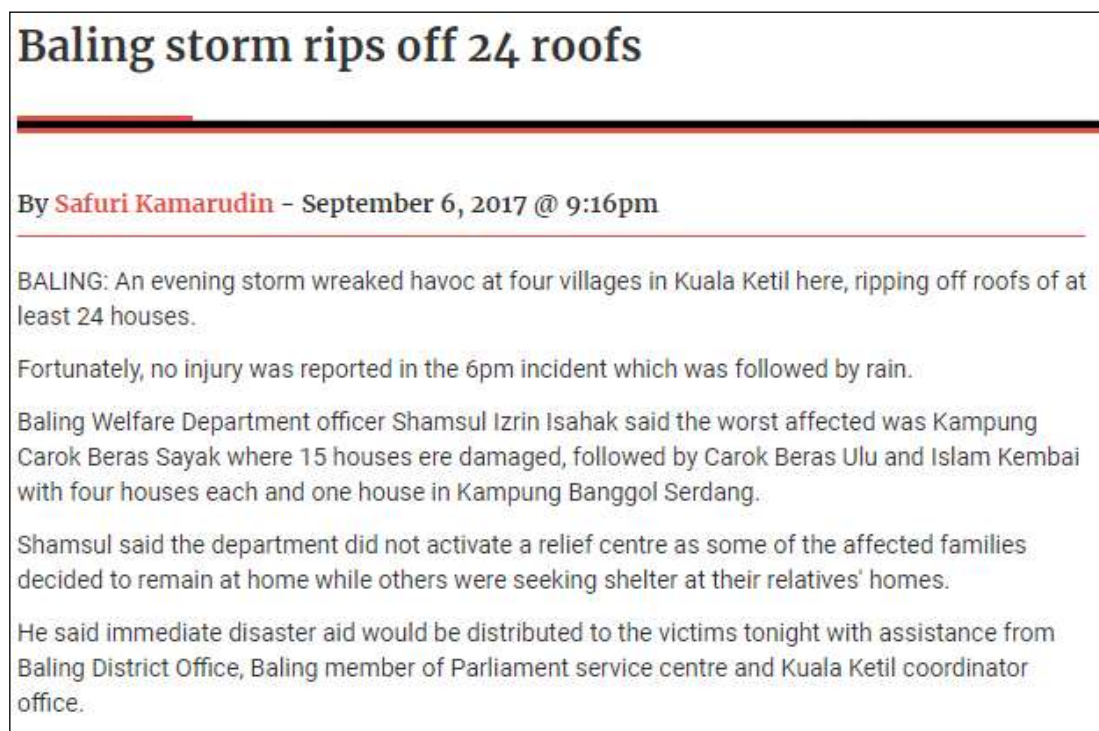 Baling storm rips off 24 roofs
By Safuri Kamarudin - September 6, 2017 @ 9:16pm
BALING: An evening storm wreaked havoc at four villages in Kuala Ketil here, ripping off roofs of at
least 24 houses.
Fortunately, no injury was reported in the 6pm incident which was followed by rain.
Baling Welfare Department officer Shamsul Izrin Isahak said the worst affected was Kampung
Carok Beras Sayak where 15 houses ere damaged, followed by Carok Beras Ulu and Islam Kembai
with four houses each and one house in Kampung Banggol Serdang.
Shamsul said the department did not activate a relief centre as some of the affected families
decided to remain at home while others were seeking shelter at their relatives' homes.
He said immediate disaster aid would be distributed to the victims tonight with assistance from
Baling District Office, Baling member of Parliament service centre and Kuala Ketil coordinator
office.